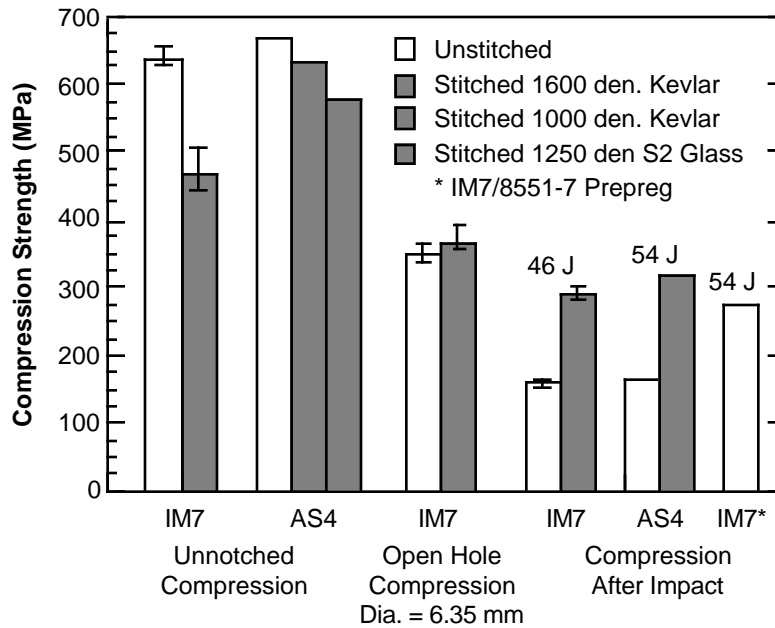 Compression Strength (MPa)
700
600
500
400
300
200
100
0
Unstitched
Stitched 1600 den. Kevlar
Stitched 1000 den. Kevlar
Stitched 1250 den S2 Glass
* IM7/8551-7 Prepreg
46 J
54 J
54 J
IM7
AS4
IM7
IM7
AS4
IM7*
Unnotched
Compression
Open Hole
Compression
Dia. = 6.35 mm
Compression
After Impact